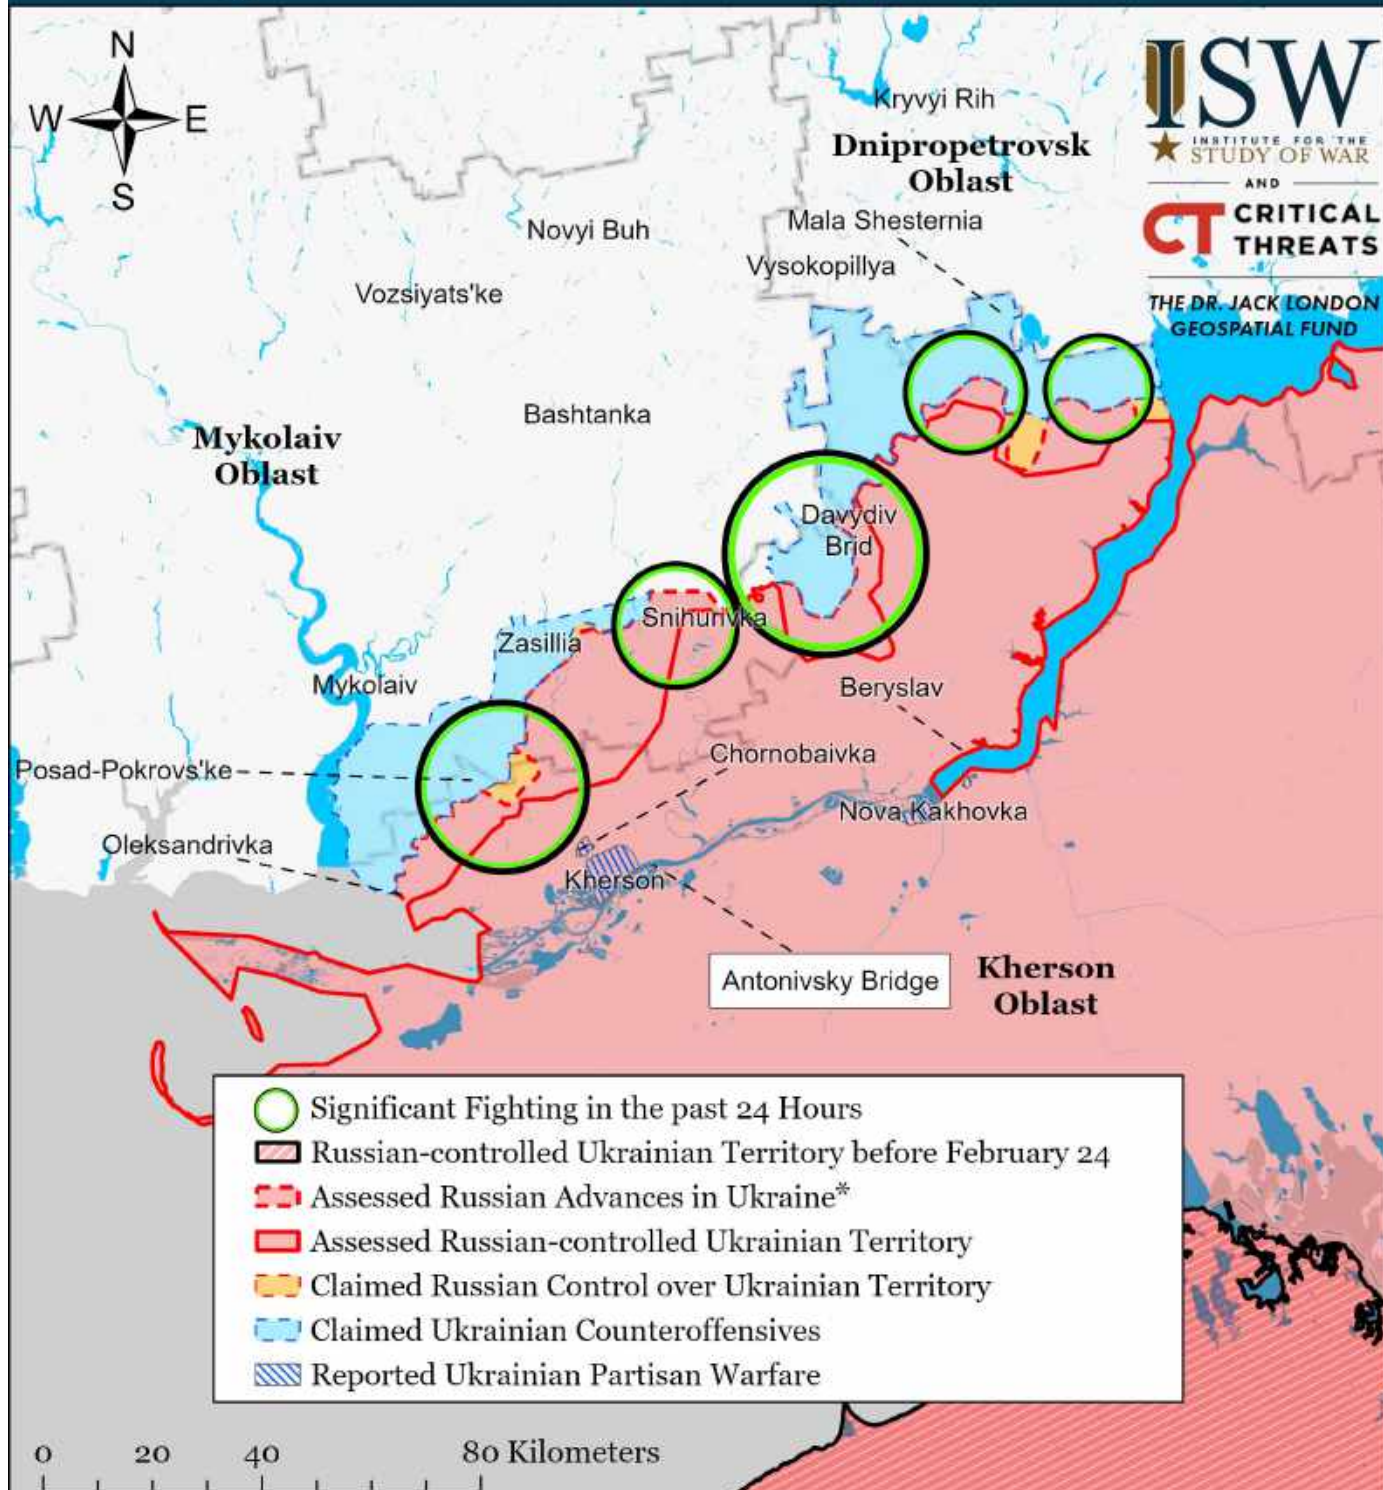 N
W E
S
ISW
INSTITUTE FOR THE
STUDY OF WAR
AND
CT CRITICAL
THREATS
THE DR. JACK LONDON
GEOSPATIAL FUND
Kryvyi Rih
Dnipropetrovsk
Oblast
Mala Shesternia
Novyi Buh
Vysokopillya
Vozsiyats'ke
Bashtanka
Mykolaiv
Oblast
Davydiv
Brid
Snihurivka
Zasillia
Mykolaiv
Beryslav
Chornobaivka
Posad-Pokrovs'ke
Nova Kakhovka
Oleksandrivka
Kherson
Antonivsky Bridge
Kherson
Oblast
Significant Fighting in the past 24 Hours
Russian-controlled Ukrainian Territory before February 24
Assessed Russian Advances in Ukraine*
Assessed Russian-controlled Ukrainian Territory
Claimed Russian Control over Ukrainian Territory
Claimed Ukrainian Counteroffensives
Reported Ukrainian Partisan Warfare
0 20 40 80 Kilometers